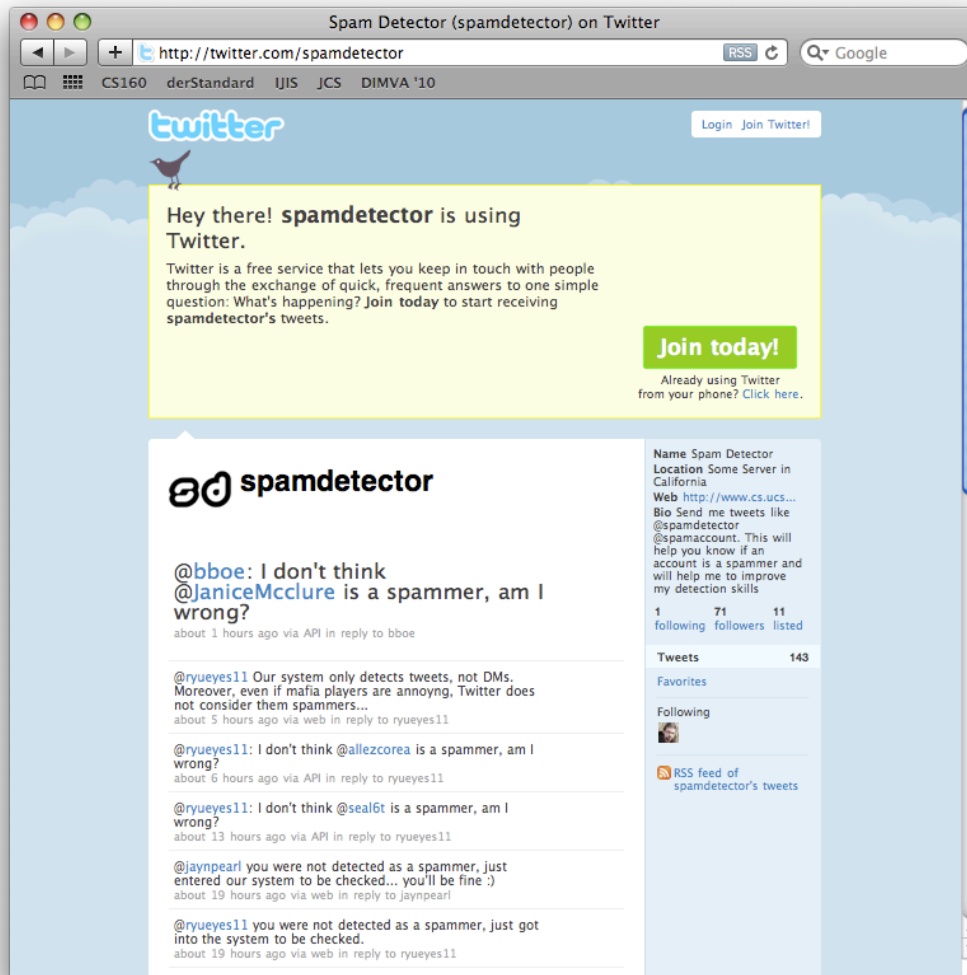 Spam Detector (spamdetector) on Twitter
http://twitter.com/spamdetector
RSS
Google
CS160 derStandard IJIS JCS DIMVA '10
twitter
Login Join Twitter!
Hey there! spamdetector is using
Twitter.
Twitter is a free service that lets you keep in touch with people
through the exchange of quick, frequent answers to one simple
question: What's happening? Join today to start receiving
spamdetector's tweets.
Join today!
Already using Twitter
from your phone? Click here.
sd spamdetector
@bboe: I don't think
@JaniceMcclure is a spammer, am I
wrong?
about 1 hours ago via API in reply to bboe
@ryueyes11 Our system only detects tweets, not DMs.
Moreover, even if mafia players are annoyng, Twitter does
not consider them spammers...
about 5 hours ago via web in reply to ryueyes11
@ryueyes11: I don't think @allezcorea is a spammer, am I
wrong?
about 6 hours ago via API in reply to ryueyes11
@ryueyes11: I don't think @seal6t is a spammer, am I
wrong?
about 13 hours ago via API in reply to ryueyes11
@jaynpearl you were not detected as a spammer, just
entered our system to be checked... you'll be fine :)
about 19 hours ago via web in reply to jaynpearl
@ryueyes11 you were not detected as a spammer, just got
into the system to be checked.
about 19 hours ago via web in reply to ryueyes11
Name Spam Detector
Location Some Server in
California
Web http://www.cs.ucs...
Bio Send me tweets like
@spamdetector
@spamaccount. This will
help you know if an
account is a spammer and
will help me to improve
my detection skills
1 71 11
following followers listed
Tweets 143
Favorites
Following
RSS feed of
spamdetector's tweets